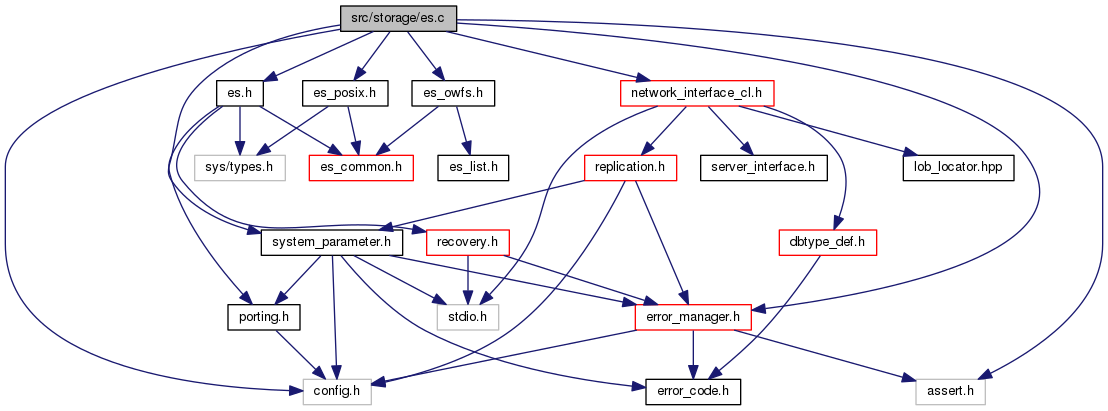 src/storage/es.c
es.h
es_posix.h
es_owfs.h
network_interface_cl.h
sys/types.h
es_common.h
es_list.h
replication.h
server_interface.h
lob_locator.hpp
system_parameter.h
recovery.h
dbtype_def.h
porting.h
stdio.h
error_manager.h
config.h
error_code.h
assert.h